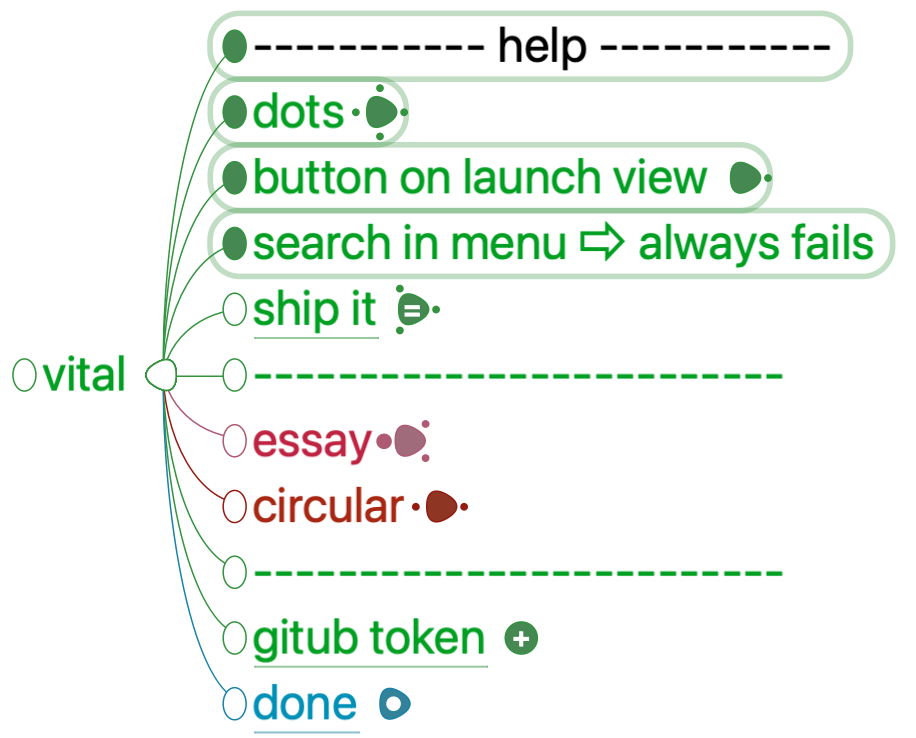 ----------- help -----------
dots
button on launch view
search in menu ⇨ always fails
ship it
vital
-------------------------
essay
circular
-------------------------
gitub token
done